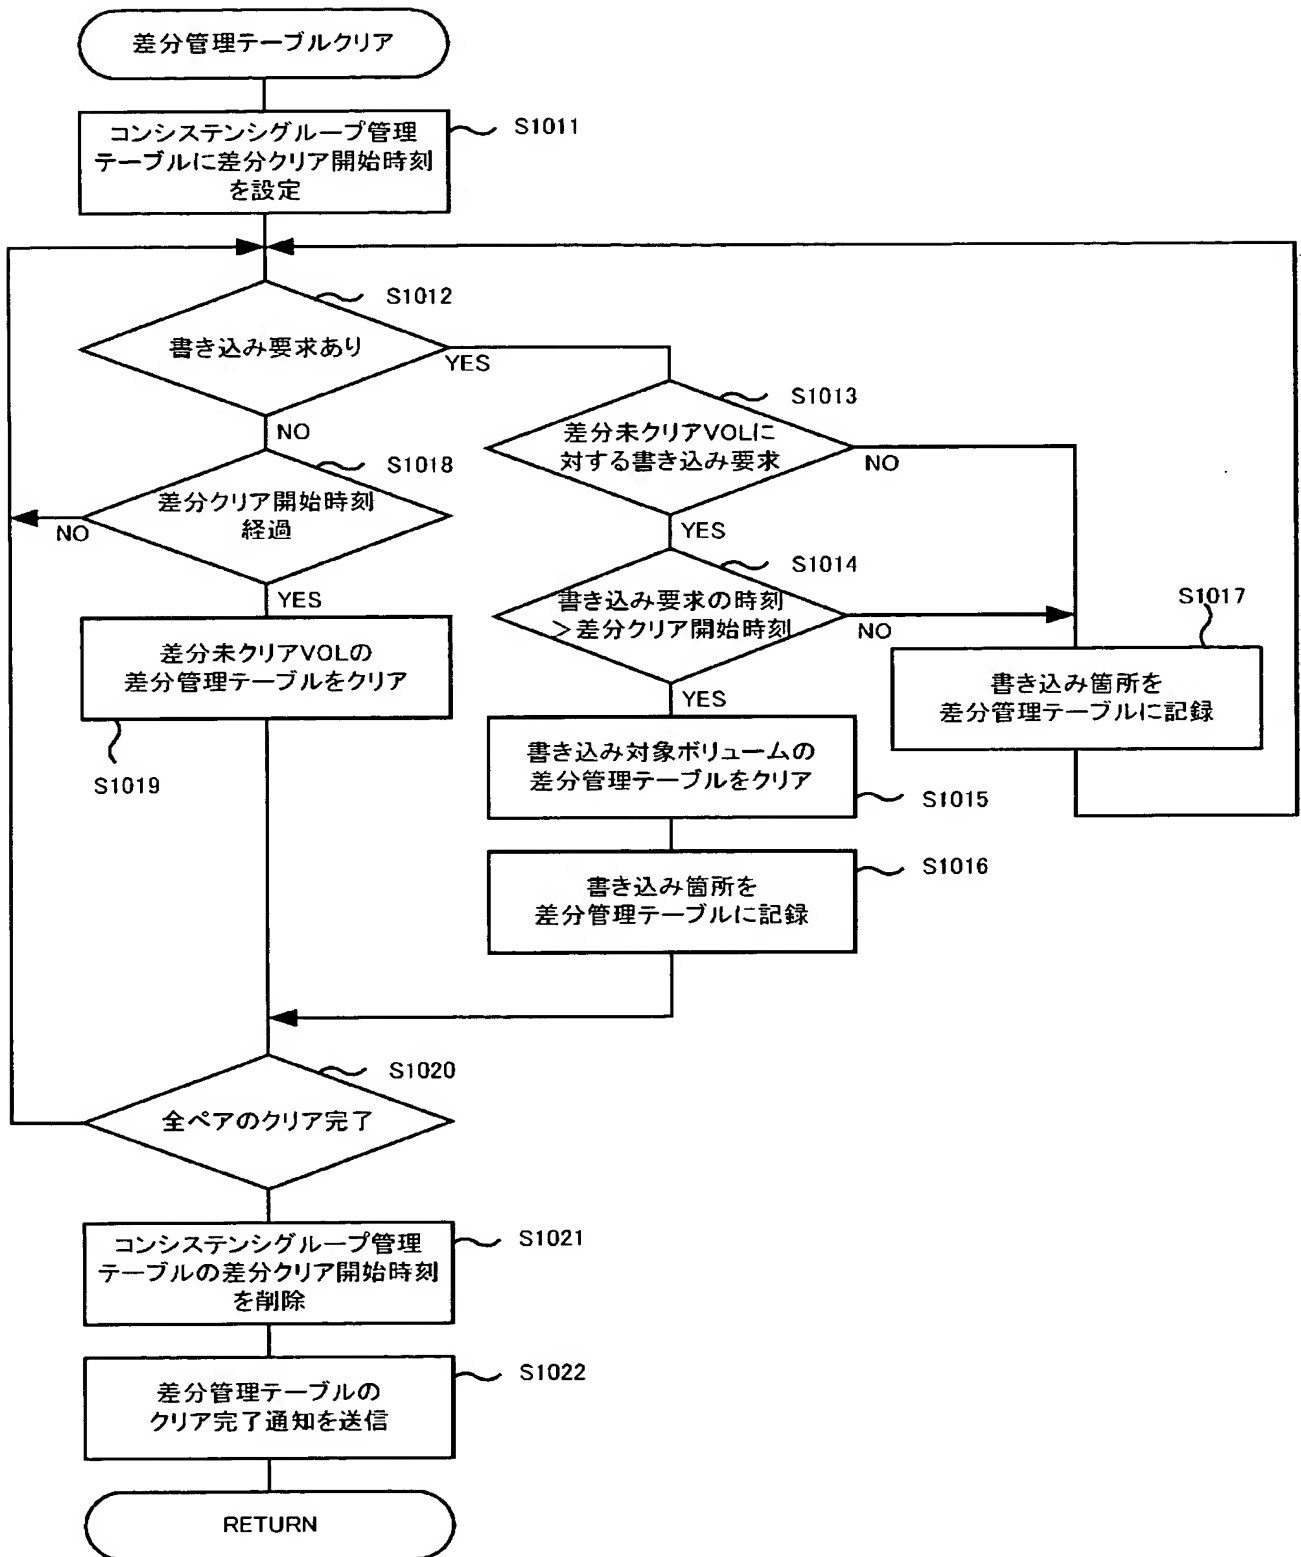 差分管理テーブルクリア
コンシステンシグループ管理
テーブルに差分クリア開始時刻
を設定
S1011
書き込み要求あり
S1012
YES
NO
差分未クリアVOLに
対する書き込み要求
S1013
NO
YES
差分クリア開始時刻
経過
S1018
NO
YES
書き込み要求の時刻
>差分クリア開始時刻
S1014
NO
YES
書き込み箇所を
差分管理テーブルに記録
S1017
差分未クリアVOLの
差分管理テーブルをクリア
S1019
書き込み対象ボリュームの
差分管理テーブルをクリア
S1015
書き込み箇所を
差分管理テーブルに記録
S1016
全ペアのクリア完了
S1020
コンシステンシグループ管理
テーブルの差分クリア開始時刻
を削除
S1021
差分管理テーブルの
クリア完了通知を送信
S1022
RETURN